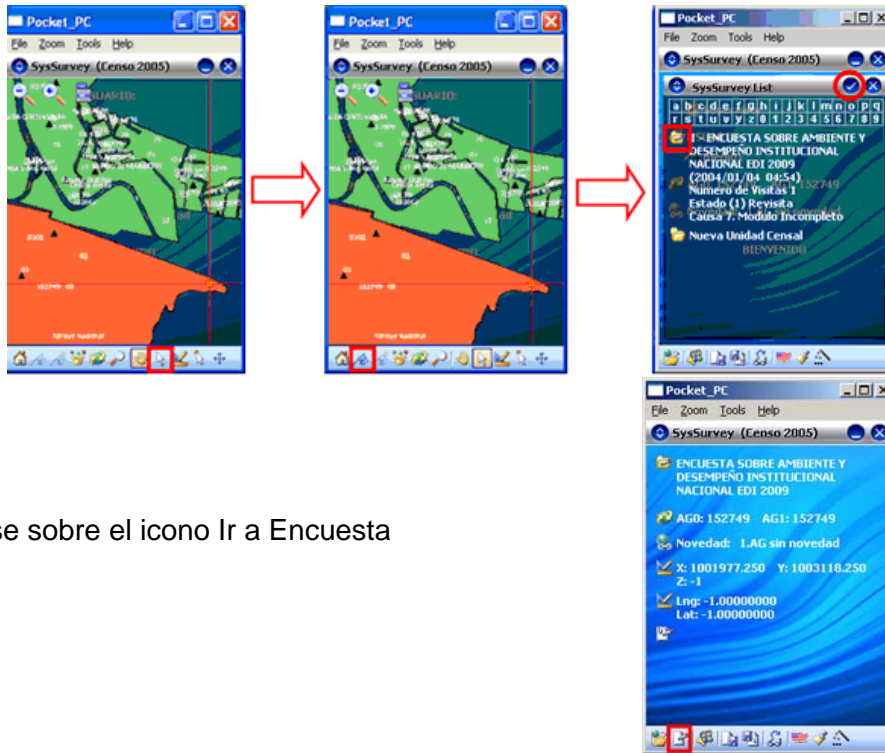 Pocket_PC
File Zoom Tools Help
SysSurvey (Censo 2005)
Pocket_PC
File Zoom Tools Help
SysSurvey (Censo 2005)
Pocket_PC
File Zoom Tools Help
SysSurvey (Censo 2005)
SysSurvey List
a b c d e f g h i j k l m n o p q
r s t u v y z 0 1 2 3 4 5 6 7 8 9
1 - ENCUESTA SOBRE AMBIENTE Y
DESEMPEÑO INSTITUCIONAL
NACIONAL EDI 2009
(2004/01/04 04:54)
Numero de Visitas 1
Estado (1) Revisita
Causa 7. Modulo Incompleto
Nueva Unidad Censal
BIENVENIDO
Pocket_PC
File Zoom Tools Help
SysSurvey (Censo 2005)
ENCUESTA SOBRE AMBIENTE Y
DESEMPEÑO INSTITUCIONAL
NACIONAL EDI 2009
AG0: 152749 AG1: 152749
Novedad: 1.AG sin novedad
X: 1001977.250 Y: 1003118.250
Z: -1
Lng: -1.00000000
Lat: -1.00000000
se sobre el icono Ir a Encuesta